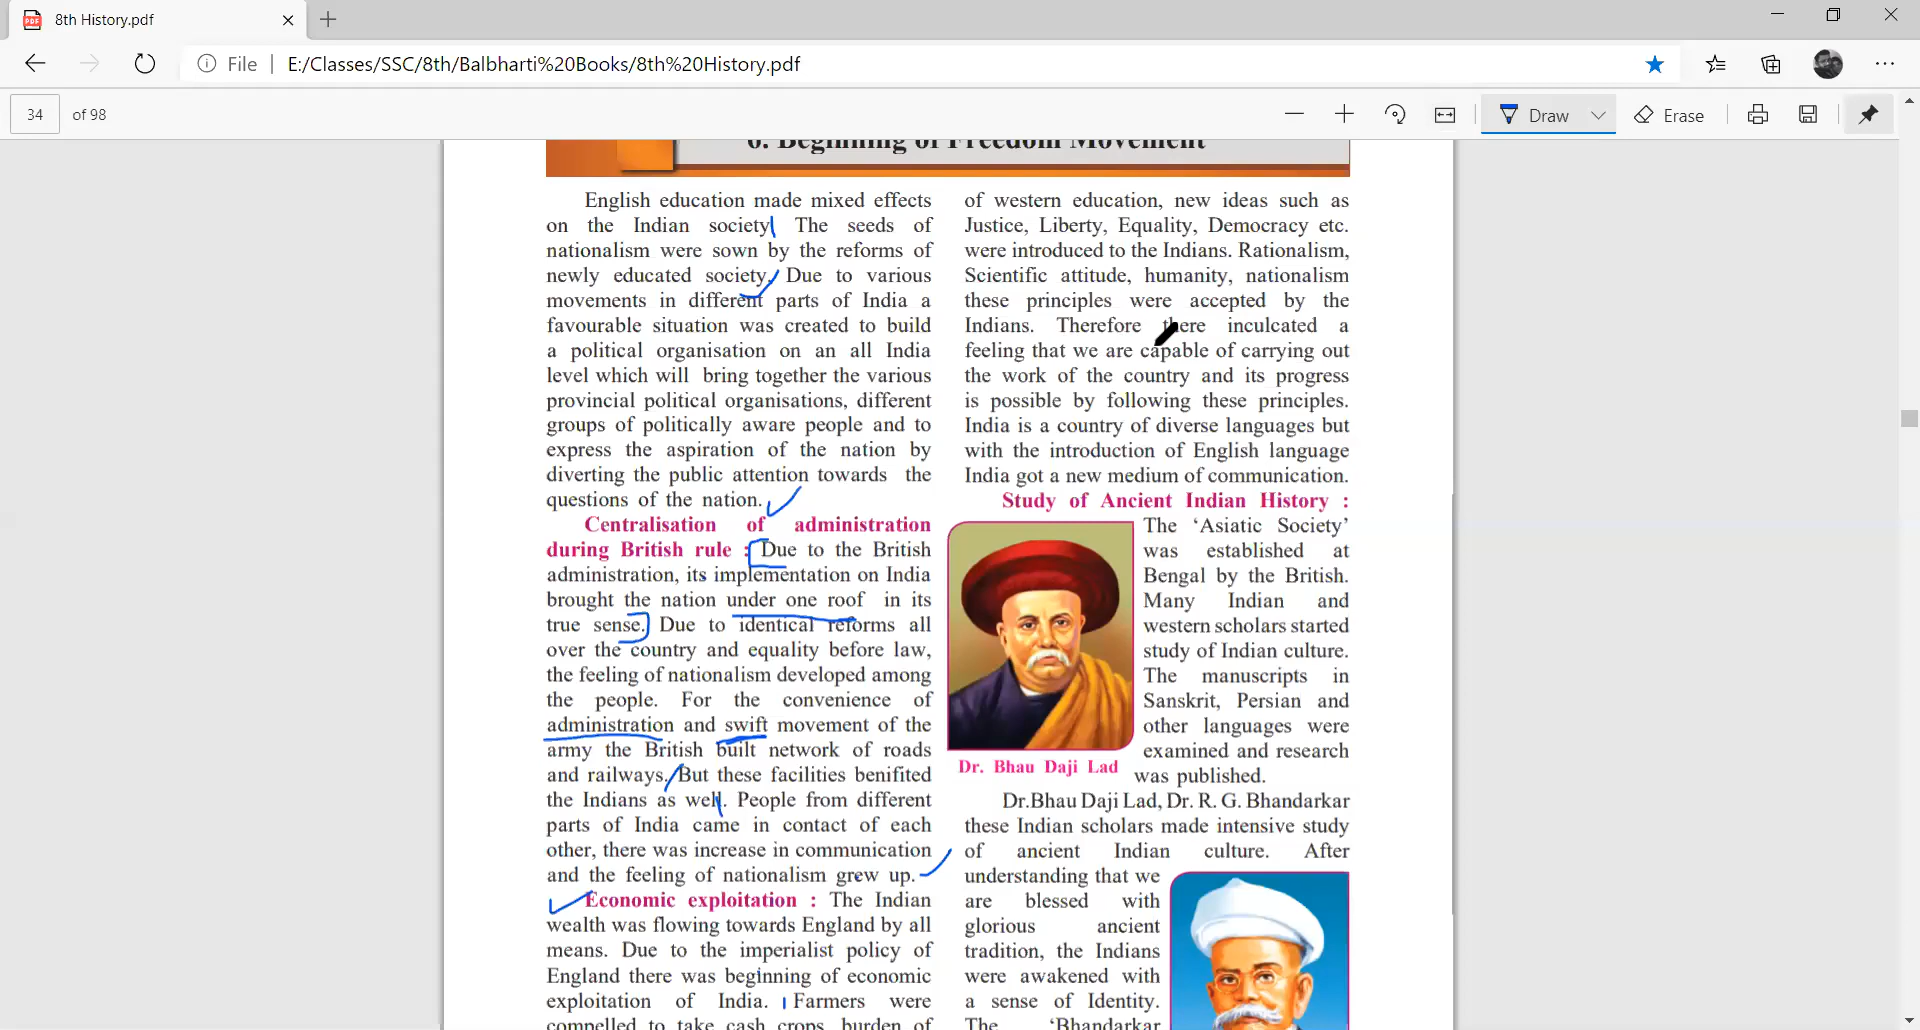 8th History.pdf
File
E:/Classes/SSC/8th/Balbharti%20Books/8th%20History.pdf
34 of 98
Draw
Erase
6. Beginning of Freedom Movement
English education made mixed effects
on the Indian society. The seeds of
nationalism were sown by the reforms of
newly educated society. Due to various
movements in different parts of India a
favourable situation was created to build
a political organisation on an all India
level which will bring together the various
provincial political organisations, different
groups of politically aware people and to
express the aspiration of the nation by
diverting the public attention towards the
questions of the nation.
Centralisation of administration
during British rule : Due to the British
administration, its implementation on India
brought the nation under one roof in its
true sense. Due to identical reforms all
over the country and equality before law,
the feeling of nationalism developed among
the people. For the convenience of
administration and swift movement of the
army the British built network of roads
and railways. But these facilities benifited
the Indians as well. People from different
parts of India came in contact of each
other, there was increase in communication
and the feeling of nationalism grew up.
Economic exploitation : The Indian
wealth was flowing towards England by all
means. Due to the imperialist policy of
England there was beginning of economic
exploitation of India. Farmers were
compelled to take cash crops, burden of
of western education, new ideas such as
Justice, Liberty, Equality, Democracy etc.
were introduced to the Indians. Rationalism,
Scientific attitude, humanity, nationalism
these principles were accepted by the
Indians. Therefore there inculcated a
feeling that we are capable of carrying out
the work of the country and its progress
is possible by following these principles.
India is a country of diverse languages but
with the introduction of English language
India got a new medium of communication.
Study of Ancient Indian History :
The ‘Asiatic Society’
was established at
Bengal by the British.
Many Indian and
western scholars started
study of Indian culture.
The manuscripts in
Sanskrit, Persian and
other languages were
examined and research
was published.
Dr. Bhau Daji Lad
Dr.Bhau Daji Lad, Dr. R. G. Bhandarkar
these Indian scholars made intensive study
of ancient Indian culture. After
understanding that we
are blessed with
glorious ancient
tradition, the Indians
were awakened with
a sense of Identity.
The ‘Bhandarkar